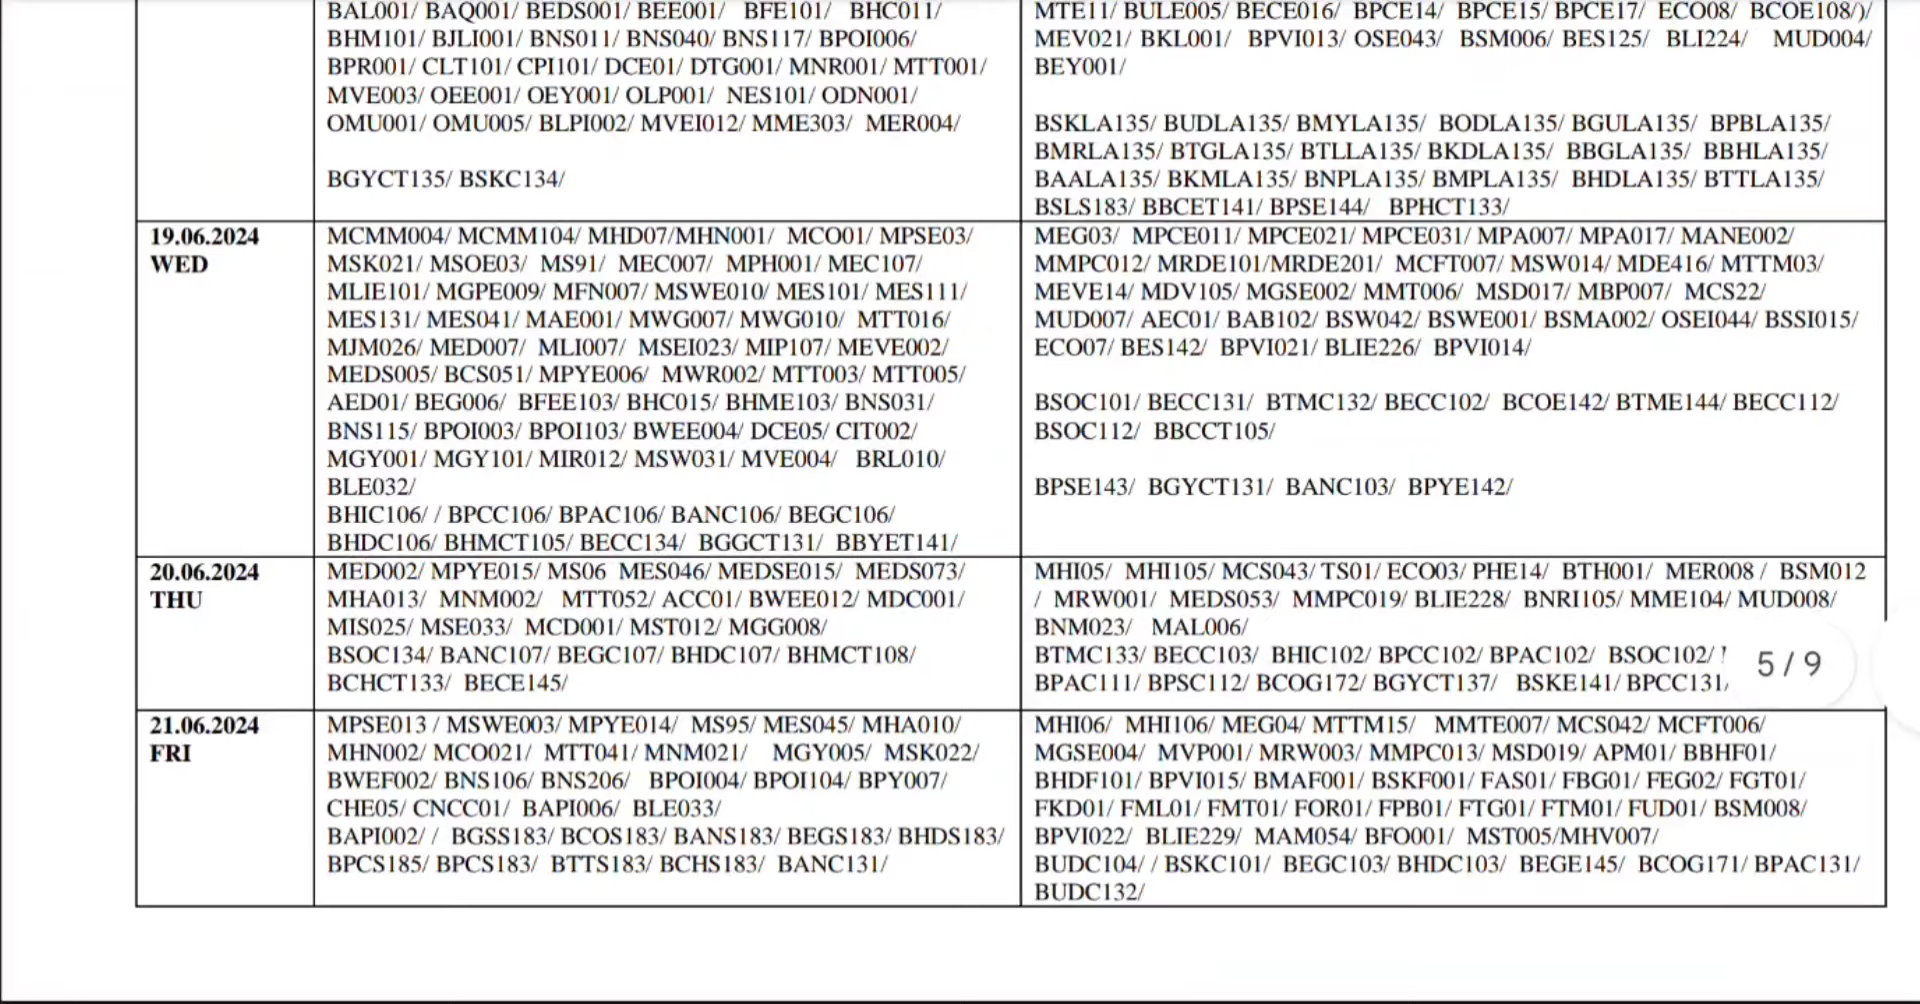 BAL001/ BAQ001/ BEDS001/ BEE001/ BFE101/ BHC011/
BHM101/ BJLI001/ BNS011/ BNS040/ BNS117/ BPOI006/
BPR001/ CLT101/ CPI101/ DCE01/ DTG001/ MNR001/ MTT001/
MVE003/ OEE001/ OEY001/ OLP001/ NES101/ ODN001/
OMU001/ OMU005/ BLPI002/ MVEI012/ MME303/ MER004/
BGYCT135/ BSKC134/
MTE11/ BULE005/ BECE016/ BPCE14/ BPCE15/ BPCE17/ ECO08/ BCOE108/)/
MEV021/ BKL001/ BPVI013/ OSE043/ BSM006/ BES125/ BLI224/ MUD004/
BEY001/
BSKLA135/ BUDLA135/ BMYLA135/ BODLA135/ BGULA135/ BPBLA135/
BMRLA135/ BTGLA135/ BTLLA135/ BKDLA135/ BBGLA135/ BBHLA135/
BAALA135/ BKMLA135/ BNPLA135/ BMPLA135/ BHDLA135/ BTTLA135/
BSLS183/ BBCET141/ BPSE144/ BPHCT133/
19.06.2024
WED
MCMM004/ MCMM104/ MHD07/MHN001/ MCO01/ MPSE03/
MSK021/ MSOE03/ MS91/ MEC007/ MPH001/ MEC107/
MLIE101/ MGPE009/ MFN007/ MSWE010/ MES101/ MES111/
MES131/ MES041/ MAE001/ MWG007/ MWG010/ MTT016/
MJM026/ MED007/ MLI007/ MSEI023/ MIP107/ MEVE002/
MEDS005/ BCS051/ MPYE006/ MWR002/ MTT003/ MTT005/
AED01/ BEG006/ BFEE103/ BHC015/ BHME103/ BNS031/
BNS115/ BPOI003/ BPOI103/ BWEE004/ DCE05/ CIT002/
MGY001/ MGY101/ MIR012/ MSW031/ MVE004/ BRL010/
BLE032/
BHIC106/ / BPCC106/ BPAC106/ BANC106/ BEGC106/
BHDC106/ BHMCT105/ BECC134/ BGGCT131/ BBYET141/
MEG03/ MPCE011/ MPCE021/ MPCE031/ MPA007/ MPA017/ MANE002/
MMPC012/ MRDE101/MRDE201/ MCFT007/ MSW014/ MDE416/ MTTM03/
MEVE14/ MDV105/ MGSE002/ MMT006/ MSD017/ MBP007/ MCS22/
MUD007/ AEC01/ BAB102/ BSW042/ BSWE001/ BSMA002/ OSEI044/ BSSI015/
ECO07/ BES142/ BPVI021/ BLIE226/ BPVI014/
BSOC101/ BECC131/ BTMC132/ BECC102/ BCOE142/ BTME144/ BECC112/
BSOC112/ BBCCT105/
BPSE143/ BGYCT131/ BANC103/ BPYE142/
20.06.2024
THU
MED002/ MPYE015/ MS06 MES046/ MEDSE015/ MEDS073/
MHA013/ MNM002/ MTT052/ ACC01/ BWEE012/ MDC001/
MIS025/ MSE033/ MCD001/ MST012/ MGG008/
BSOC134/ BANC107/ BEGC107/ BHDC107/ BHMCT108/
BCHCT133/ BECE145/
MHI05/ MHI105/ MCS043/ TS01/ ECO03/ PHE14/ BTH001/ MER008 / BSM012
/ MRW001/ MEDS053/ MMPC019/ BLIE228/ BNRI105/ MME104/ MUD008/
BNM023/ MAL006/
BTMC133/ BECC103/ BHIC102/ BPCC102/ BPAC102/ BSOC102/
BPAC111/ BPSC112/ BCOG172/ BGYCT137/ BSKE141/ BPCC131/
5 / 9
21.06.2024
FRI
MPSE013 / MSWE003/ MPYE014/ MS95/ MES045/ MHA010/
MHN002/ MCO021/ MTT041/ MNM021/ MGY005/ MSK022/
BWEF002/ BNS106/ BNS206/ BPOI004/ BPOI104/ BPY007/
CHE05/ CNCC01/ BAPI006/ BLE033/
BAPI002/ / BGSS183/ BCOS183/ BANS183/ BEGS183/ BHDS183/
BPCS185/ BPCS183/ BTTS183/ BCHS183/ BANC131/
MHI06/ MHI106/ MEG04/ MTTM15/ MMTE007/ MCS042/ MCFT006/
MGSE004/ MVP001/ MRW003/ MMPC013/ MSD019/ APM01/ BBHF01/
BHDF101/ BPVI015/ BMAF001/ BSKF001/ FAS01/ FBG01/ FEG02/ FGT01/
FKD01/ FML01/ FMT01/ FOR01/ FPB01/ FTG01/ FTM01/ FUD01/ BSM008/
BPVI022/ BLIE229/ MAM054/ BFO001/ MST005/MHV007/
BUDC104/ / BSKC101/ BEGC103/ BHDC103/ BEGE145/ BCOG171/ BPAC131/
BUDC132/